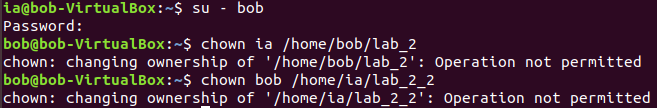 ia@bob-VirtualBox:~$ su - bob
Password:
bob@bob-VirtualBox:~$ chown ia /home/bob/lab_2
chown: changing ownership of '/home/bob/lab_2': Operation not permitted
bob@bob-VirtualBox:~$ chown bob /home/ia/lab_2_2
chown: changing ownership of '/home/ia/lab_2_2': Operation not permitted